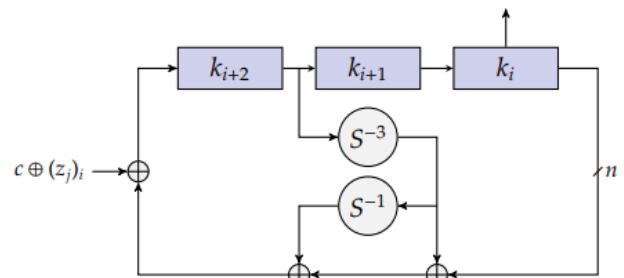 k_{i+2} k_{i+1} k_i
S^{-3}
c ⊕ (z_j)_i n
S^{-1}